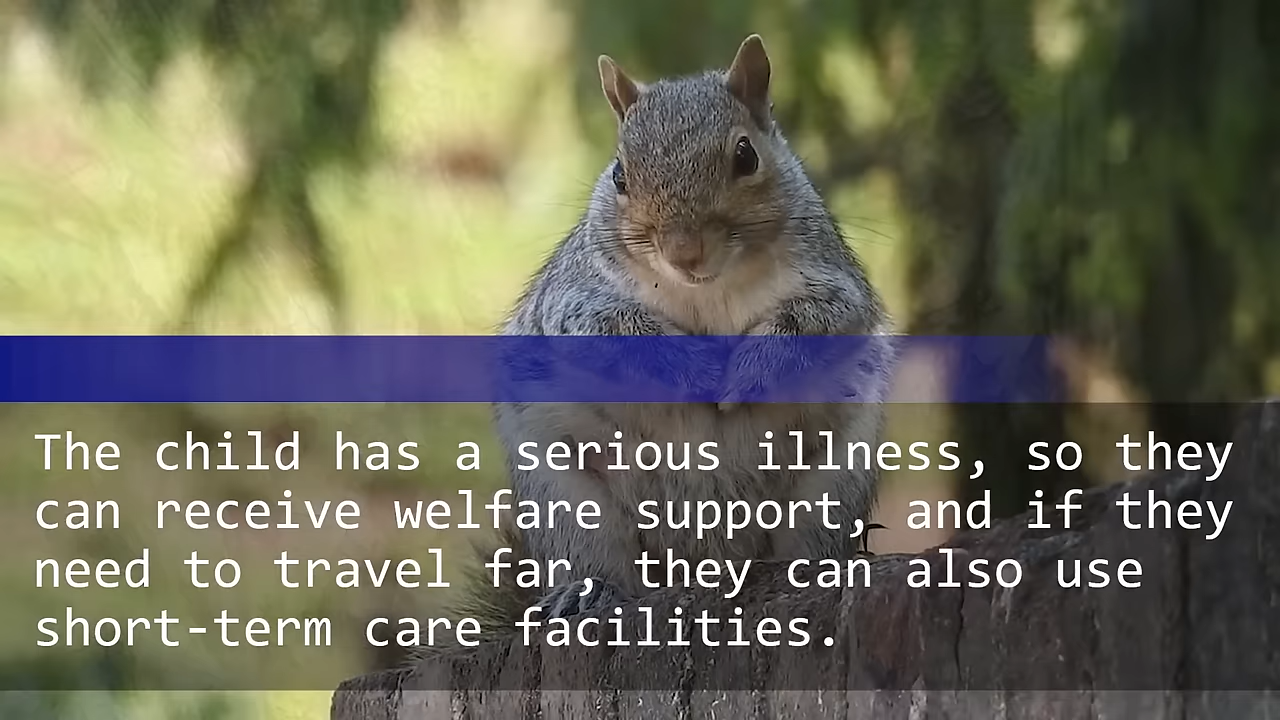 The child has a serious illness, so they
can receive welfare support, and if they
need to travel far, they can also use
short-term care facilities.